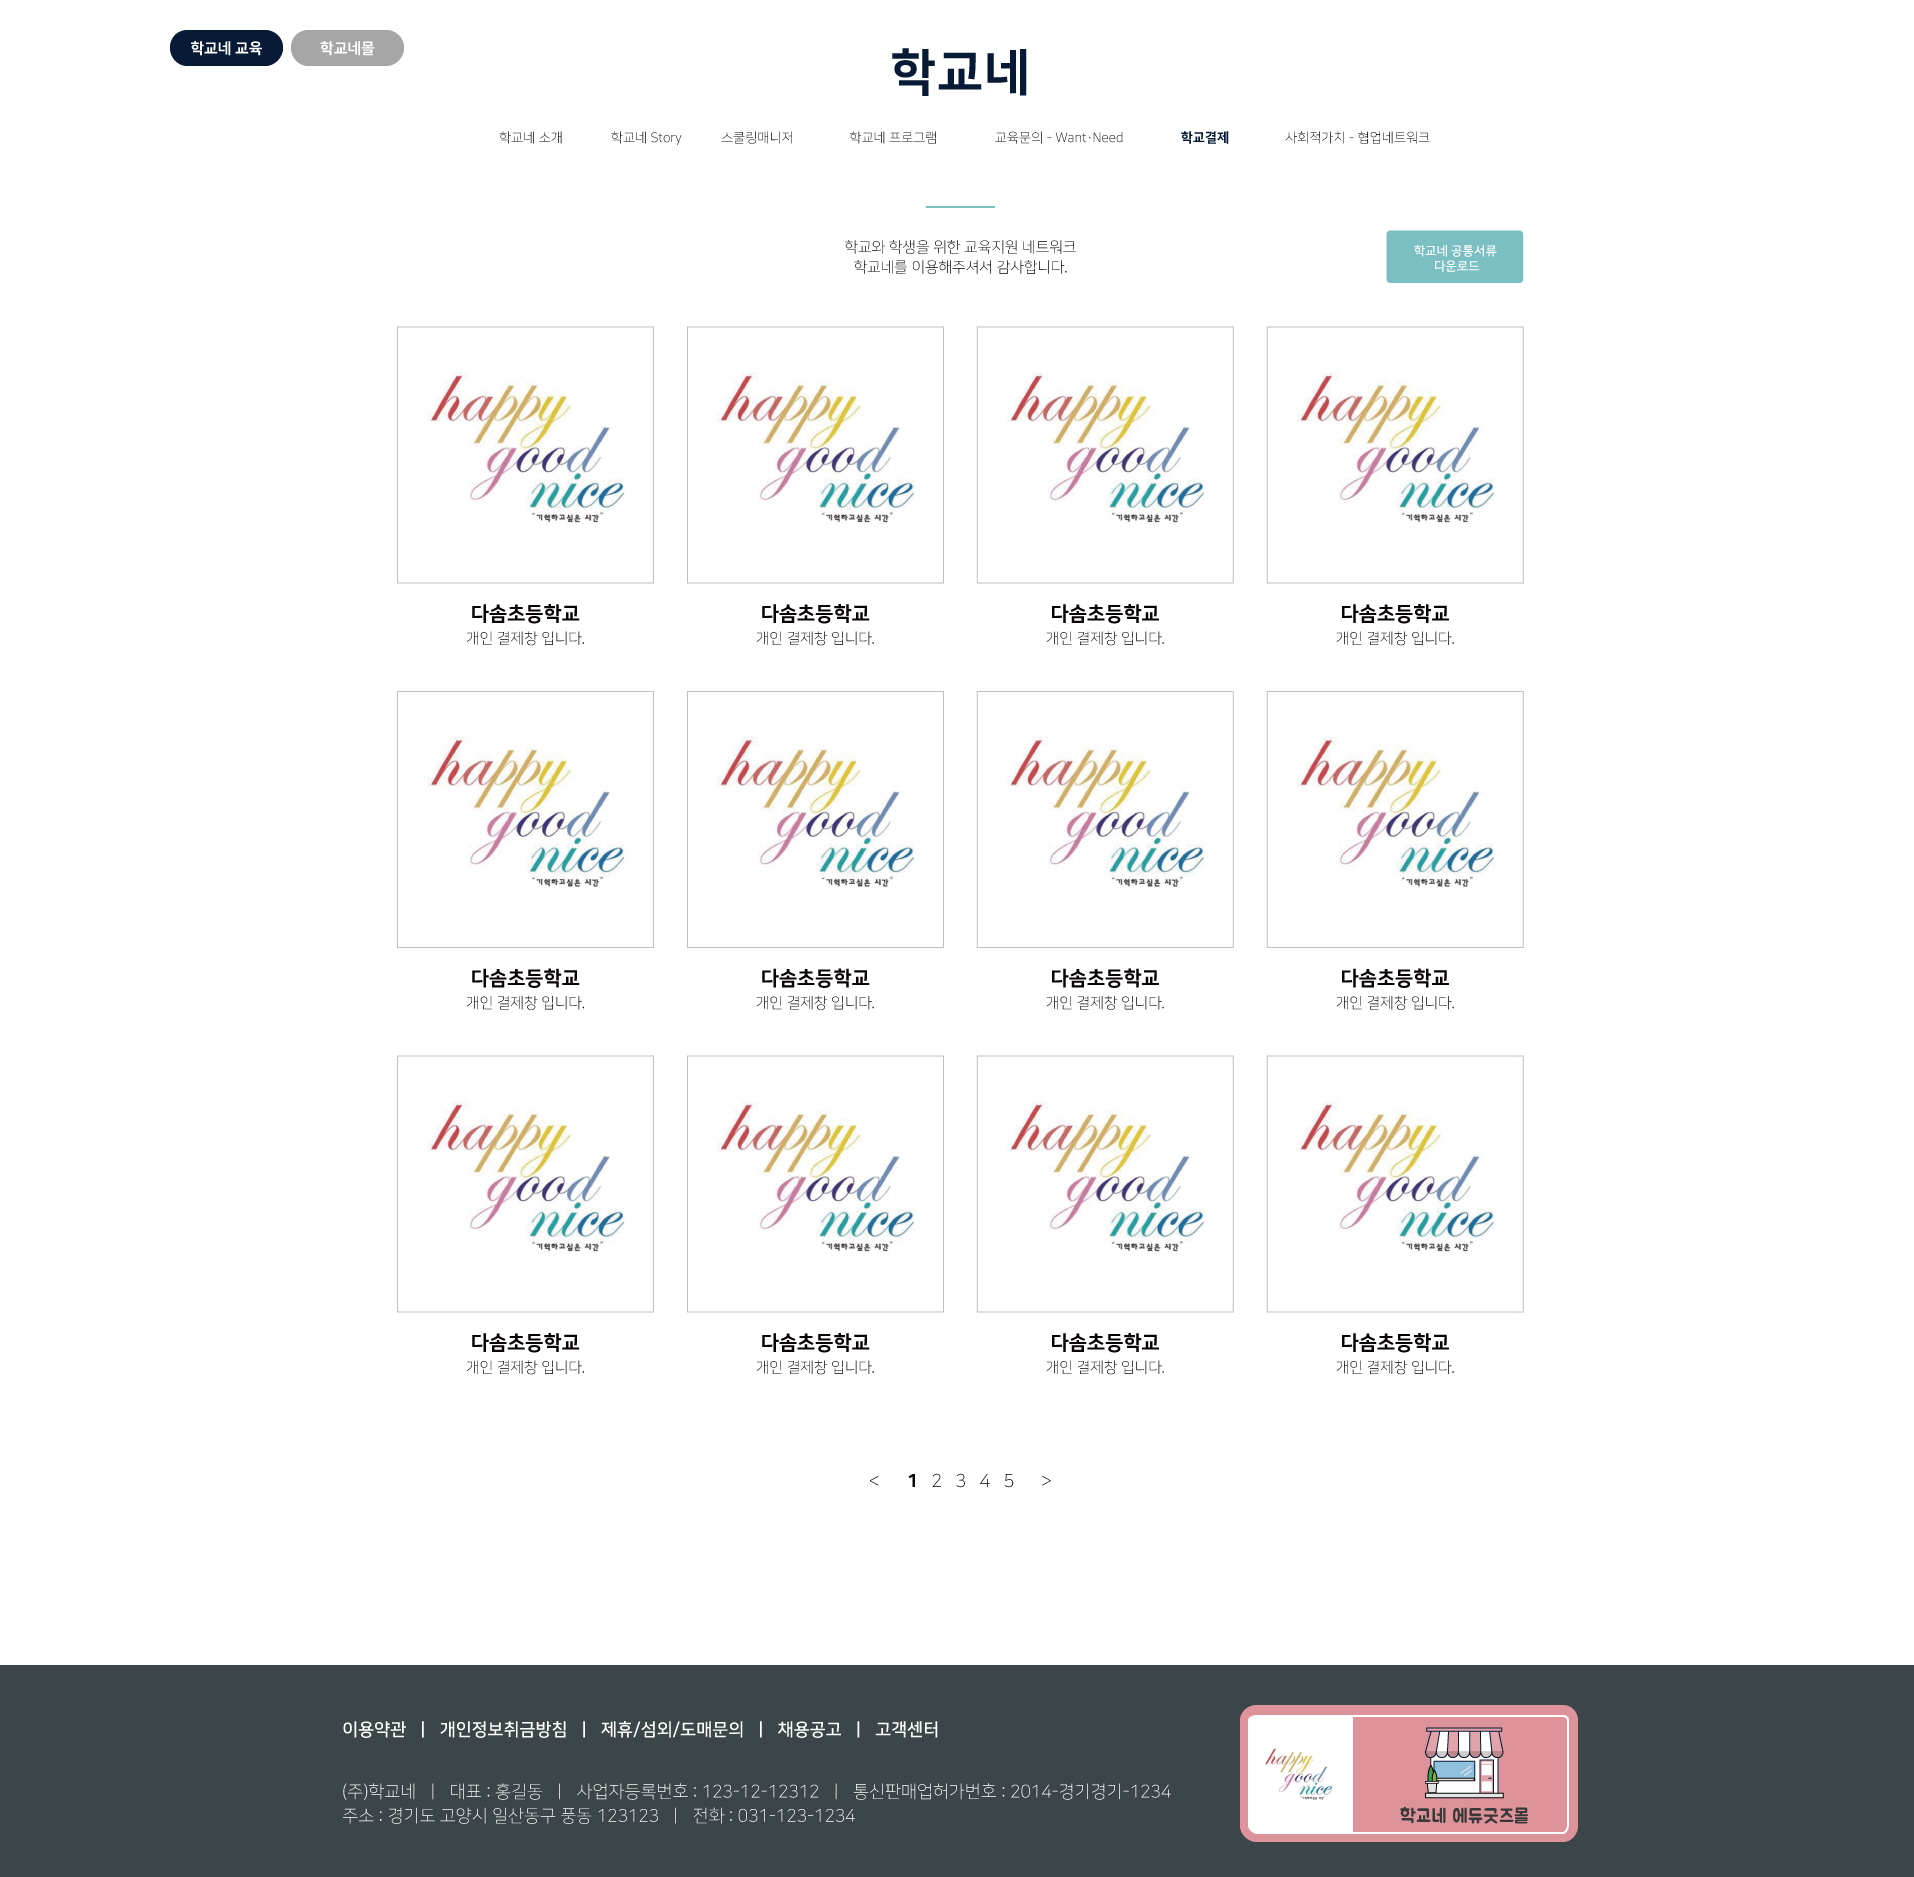 학교네 교육 학교네몰
학교네
학교네 소개 학교네 Story 스쿨링매니저 학교네 프로그램 교육문의 - Want·Need 학교결제 사회적가치 - 협업네트워크
학교와 학생을 위한 교육지원 네트워크
학교네를 이용해주셔서 감사합니다.
학교네 공통서류
다운로드
happy happy happy happy
good good good good
nice nice nice nice
"기억하고싶은 시간" "기억하고싶은 시간" "기억하고싶은 시간" "기억하고싶은 시간"
다솜초등학교 다솜초등학교 다솜초등학교 다솜초등학교
개인 결제창 입니다. 개인 결제창 입니다. 개인 결제창 입니다. 개인 결제창 입니다.
happy happy happy happy
good good good good
nice nice nice nice
"기억하고싶은 시간" "기억하고싶은 시간" "기억하고싶은 시간" "기억하고싶은 시간"
다솜초등학교 다솜초등학교 다솜초등학교 다솜초등학교
개인 결제창 입니다. 개인 결제창 입니다. 개인 결제창 입니다. 개인 결제창 입니다.
happy happy happy happy
good good good good
nice nice nice nice
"기억하고싶은 시간" "기억하고싶은 시간" "기억하고싶은 시간" "기억하고싶은 시간"
다솜초등학교 다솜초등학교 다솜초등학교 다솜초등학교
개인 결제창 입니다. 개인 결제창 입니다. 개인 결제창 입니다. 개인 결제창 입니다.
< 1 2 3 4 5 >
이용약관 | 개인정보취금방침 | 제휴/섬외/도매문의 | 채용공고 | 고객센터
(주)학교네 | 대표 : 홍길동 | 사업자등록번호 : 123-12-12312 | 통신판매업허가번호 : 2014-경기경기-1234
주소 : 경기도 고양시 일산동구 풍동 123123 | 전화 : 031-123-1234
happy
good
nice
학교네 에듀굿즈몰